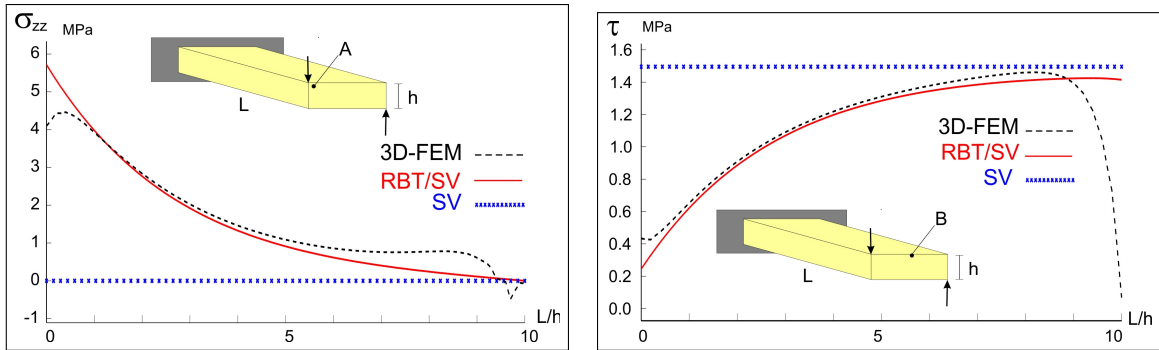 σzz MPa
6
5
4
3
2
1
0
-1
0 5 10
L/h
A
L
h
3D-FEM
RBT/SV
SV
τ MPa
1.6
1.4
1.2
1.0
0.8
0.6
0.4
0.2
0.0
0 5 10
L/h
3D-FEM
RBT/SV
SV
B
L
h